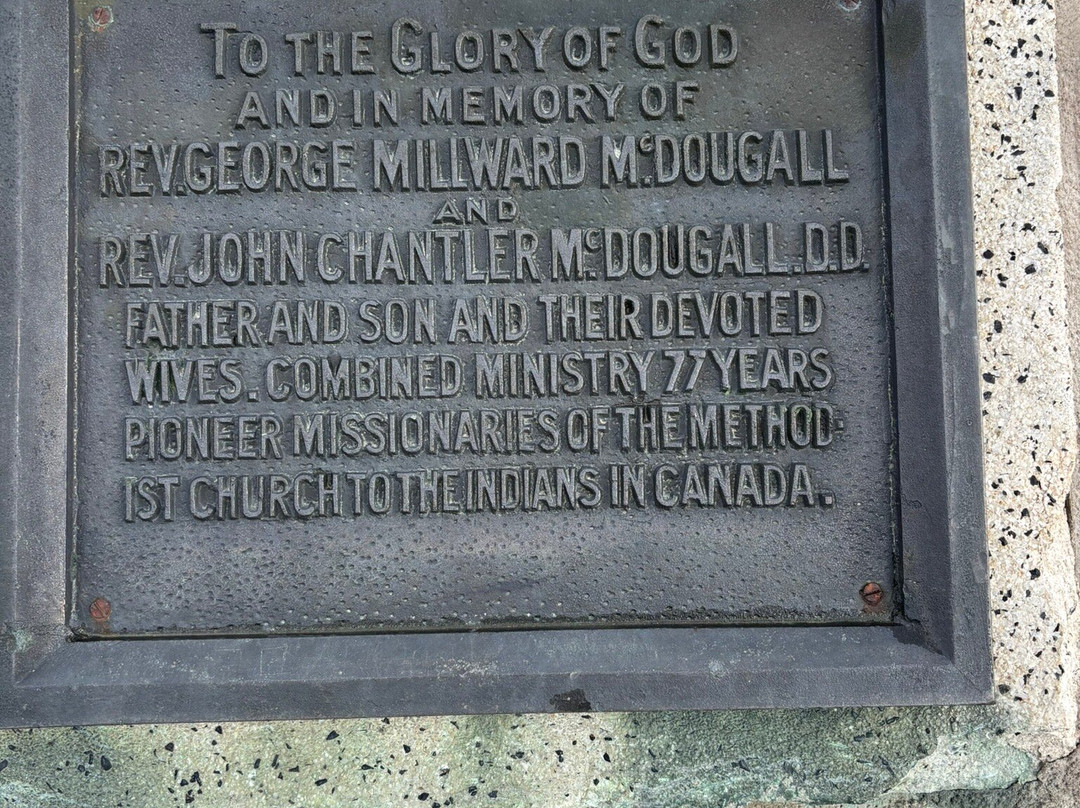 TO THE GLORY OF GOD
AND IN MEMORY OF
REV. GEORGE MILLWARD McDOUGALL
AND
REV. JOHN CHANTLER McDOUGALL. D.D.
FATHER AND SON AND THEIR DEVOTED
WIVES. COMBINED MINISTRY 77 YEARS
PIONEER MISSIONARIES OF THE METHOD-
IST CHURCH TO THE INDIANS IN CANADA.